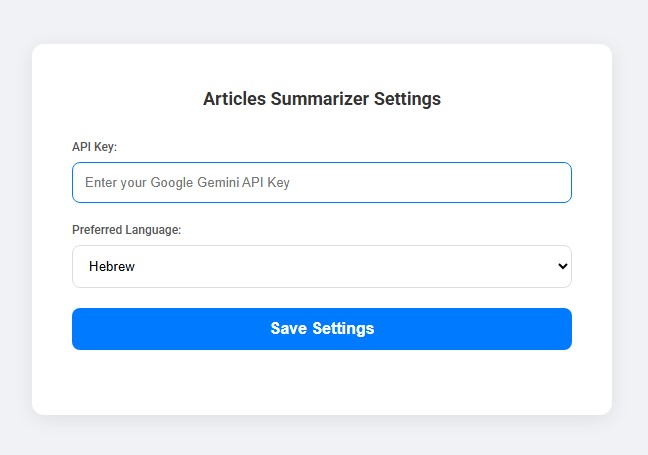 Articles Summarizer Settings
API Key:
Enter your Google Gemini API Key
Preferred Language:
Hebrew
Save Settings